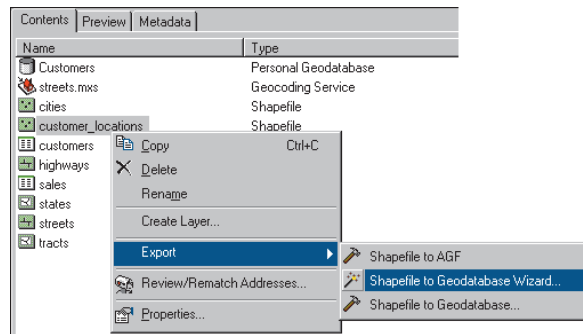 Contents Preview Metadata
Name Type
Customers Personal Geodatabase
streets.mxs Geocoding Service
cities Shapefile
customer_locations Shapefile
customers Copy Ctrl+C
highways Delete
sales Rename
states Create Layer...
streets Export Shapefile to AGF
tracts Review/Rematch Addresses... Shapefile to Geodatabase Wizard...
Properties... Shapefile to Geodatabase...